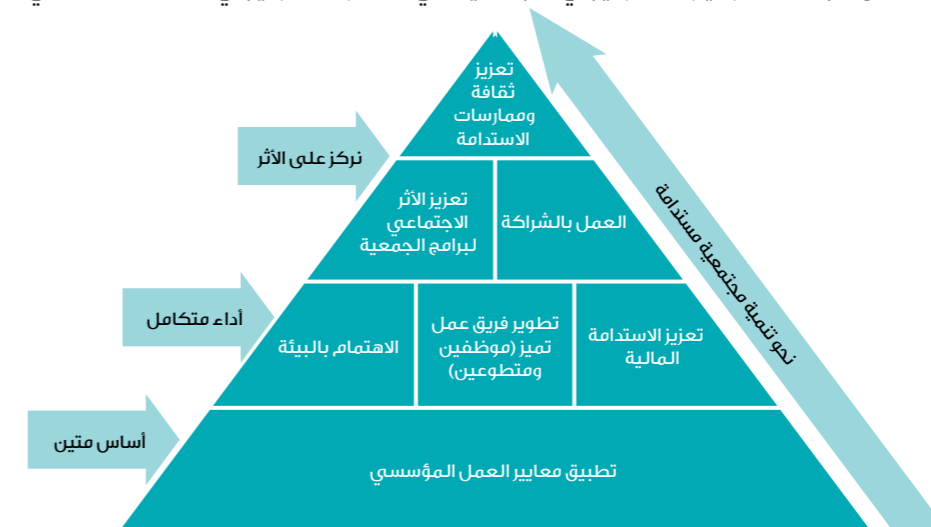 تعزيز
ثقافة
وممارسات
الاستدامة
نركز على الأثر
العمل بالشراكة
تعزيز الأثر
الاجتماعي
لبرامج الجمعية
نحو تنمية مجتمعية مستدامة
أداء متكامل
تعزيز الاستدامة
المالية
تطوير فريق عمل
تميز (موظفين
ومتطوعين)
الاهتمام بالبيئة
أساس متين
تطبيق معايير العمل المؤسسي